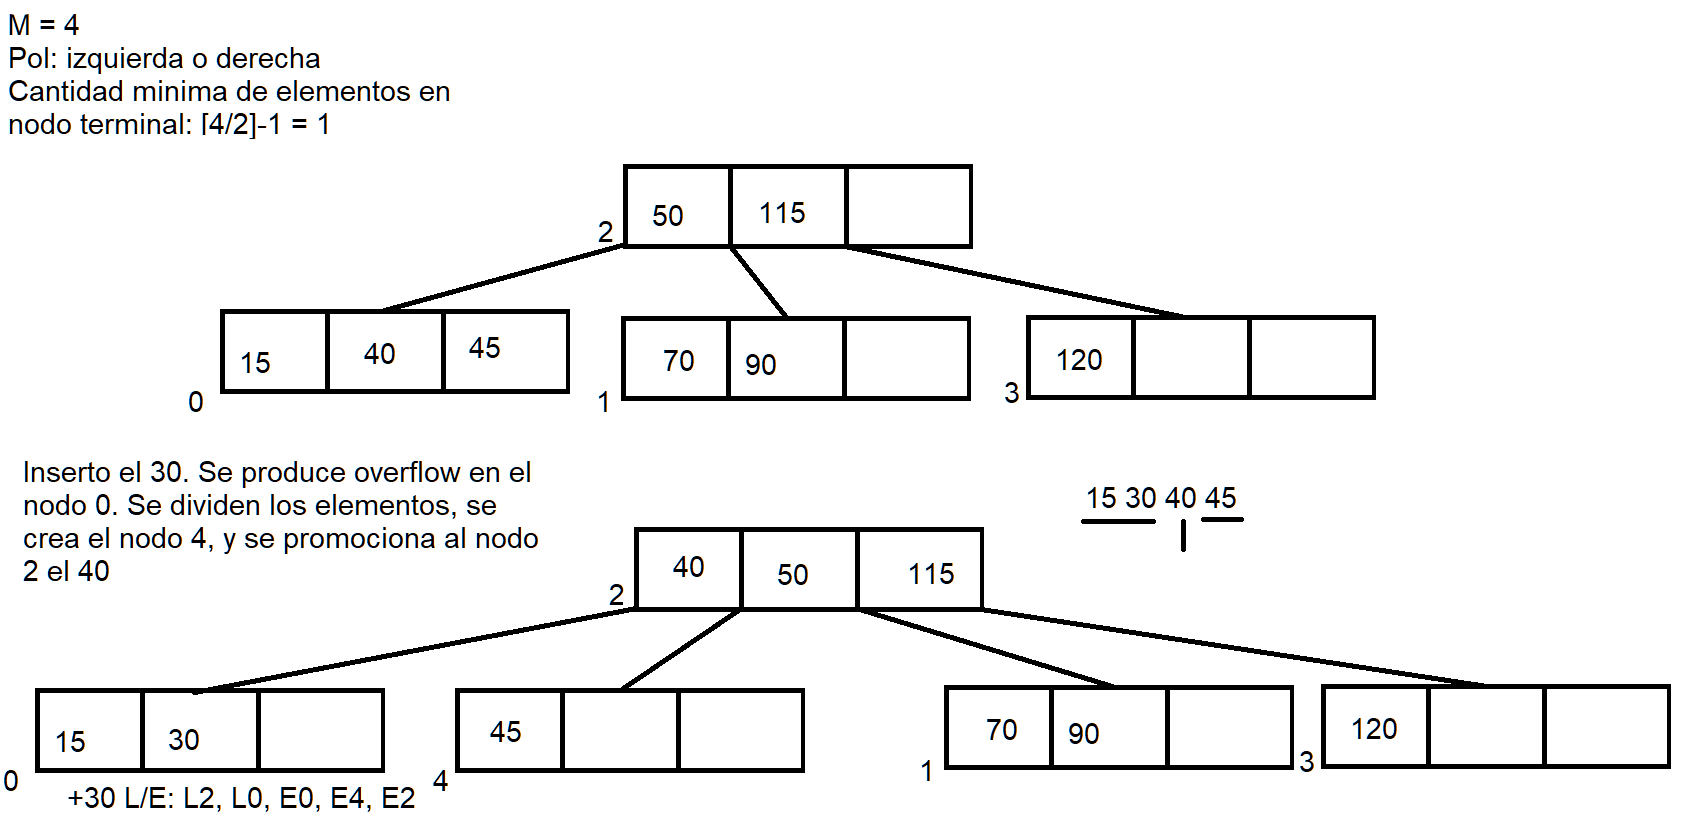 M = 4
Pol: izquierda o derecha
Cantidad minima de elementos en
nodo terminal: [4/2]-1 = 1
50 115
2
15 40 45
0
70 90
1
120
3
Inserto el 30. Se produce overflow en el
nodo 0. Se dividen los elementos, se
crea el nodo 4, y se promociona al nodo
2 el 40
15 30 40 45
40 50 115
2
15 30
0
45
4
70 90
1
120
3
+30 L/E: L2, L0, E0, E4, E2